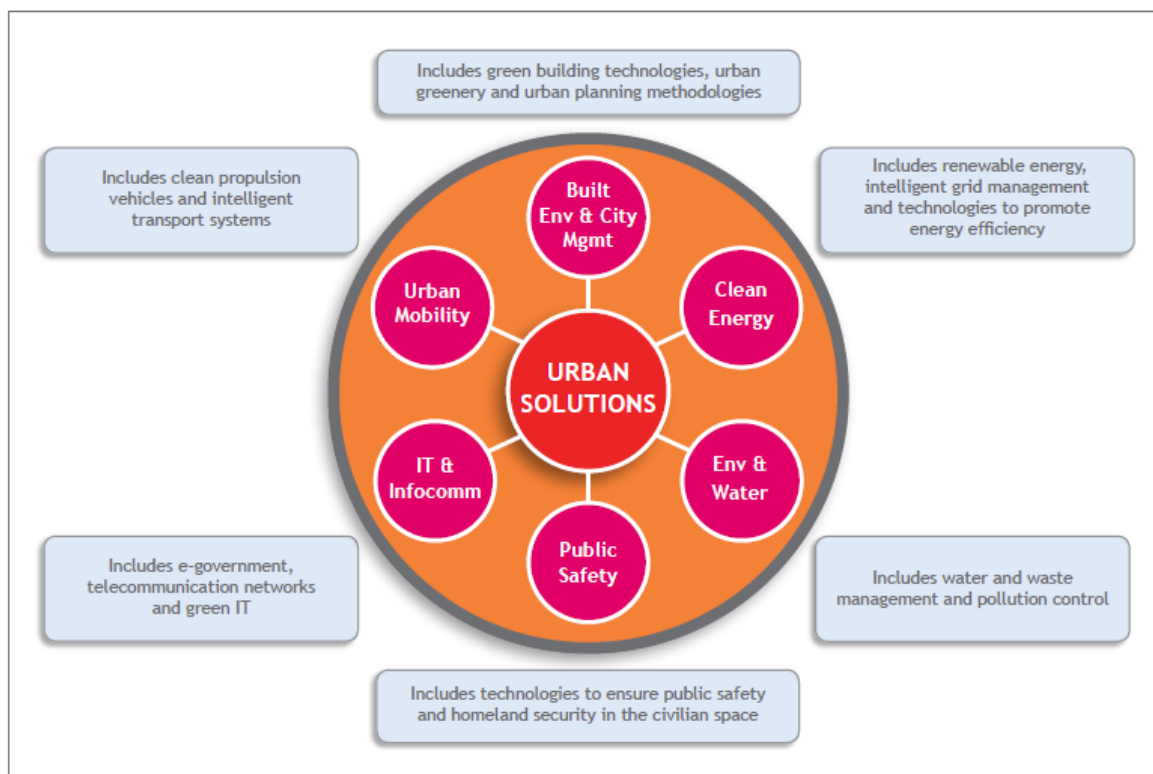 Includes green building technologies, urban
greenery and urban planning methodologies
Includes clean propulsion
vehicles and intelligent
transport systems
Includes renewable energy,
intelligent grid management
and technologies to promote
energy efficiency
Built
Env & City
Mgmt
Urban
Mobility
Clean
Energy
URBAN
SOLUTIONS
IT &
Infocomm
Env &
Water
Public
Safety
Includes e-government,
telecommunication networks
and green IT
Includes water and waste
management and pollution control
Includes technologies to ensure public safety
and homeland security in the civilian space